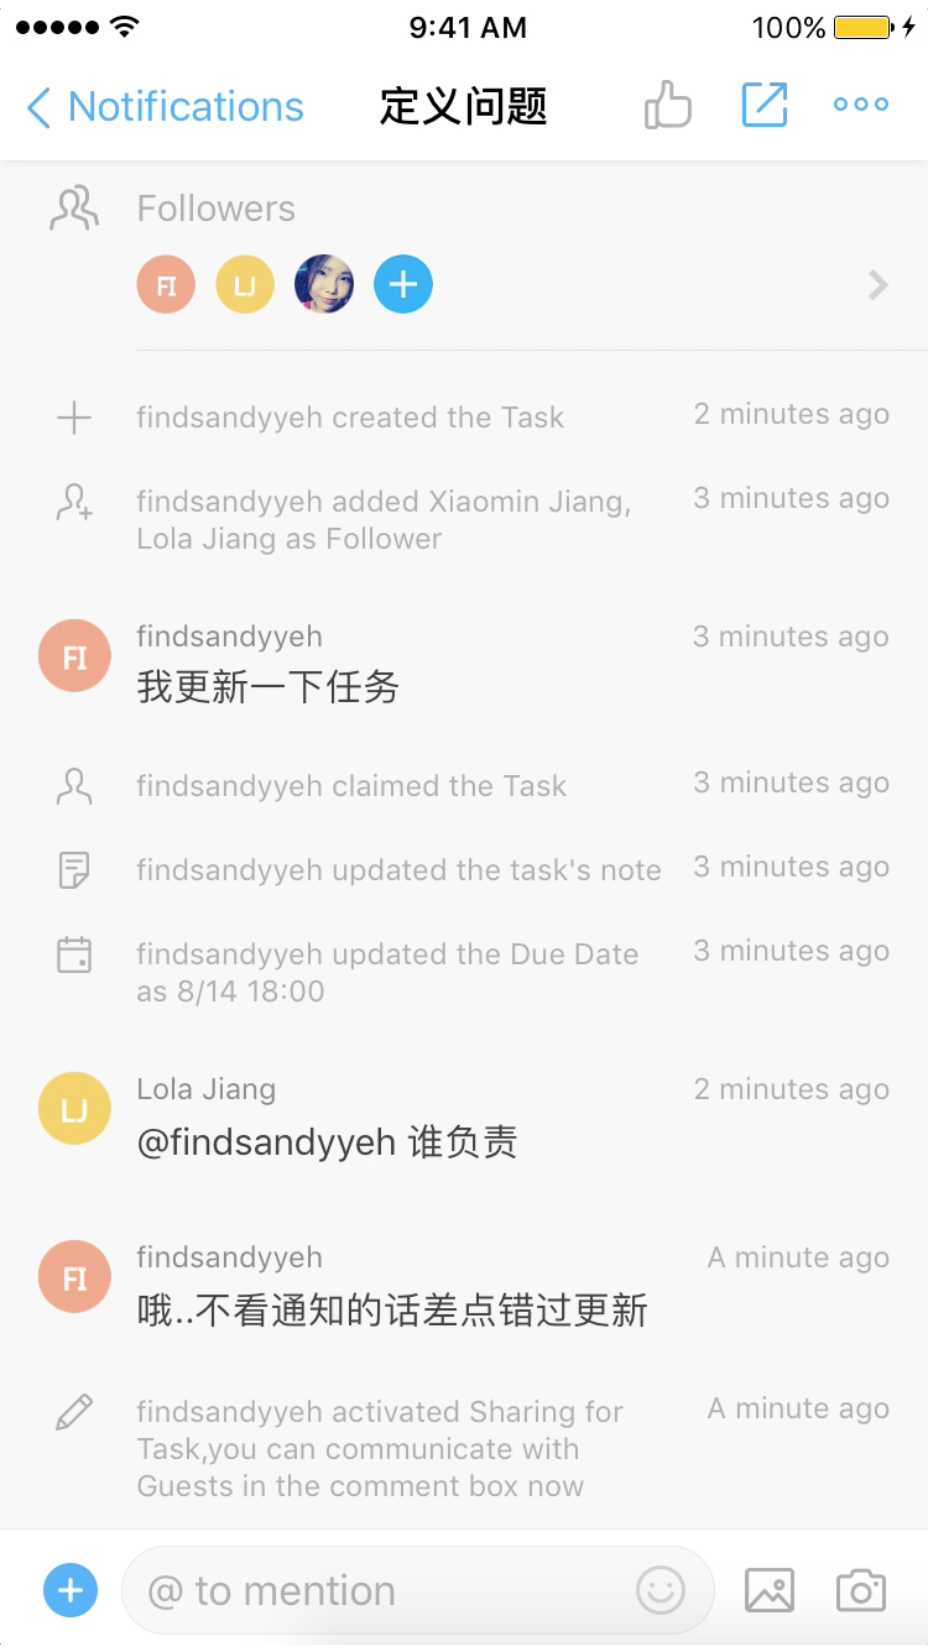 9:41 AM
100%
Notifications
定义问题
Followers
FI
LJ
findsandyyeh created the Task
2 minutes ago
findsandyyeh added Xiaomin Jiang,
3 minutes ago
Lola Jiang as Follower
FI
findsandyyeh
3 minutes ago
我更新一下任务
findsandyyeh claimed the Task
3 minutes ago
findsandyyeh updated the task's note
3 minutes ago
findsandyyeh updated the Due Date
3 minutes ago
as 8/14 18:00
LJ
Lola Jiang
2 minutes ago
@findsandyyeh 谁负责
FI
findsandyyeh
A minute ago
哦..不看通知的话差点错过更新
findsandyyeh activated Sharing for
A minute ago
Task,you can communicate with
Guests in the comment box now
@ to mention